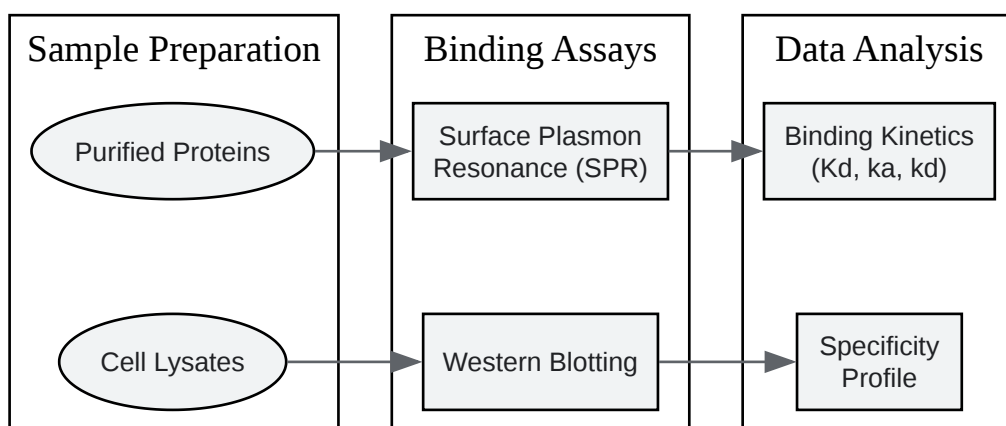 Sample Preparation
Purified Proteins
Cell Lysates
Binding Assays
Surface Plasmon
Resonance (SPR)
Western Blotting
Data Analysis
Binding Kinetics
(Kd, ka, kd)
Specificity
Profile